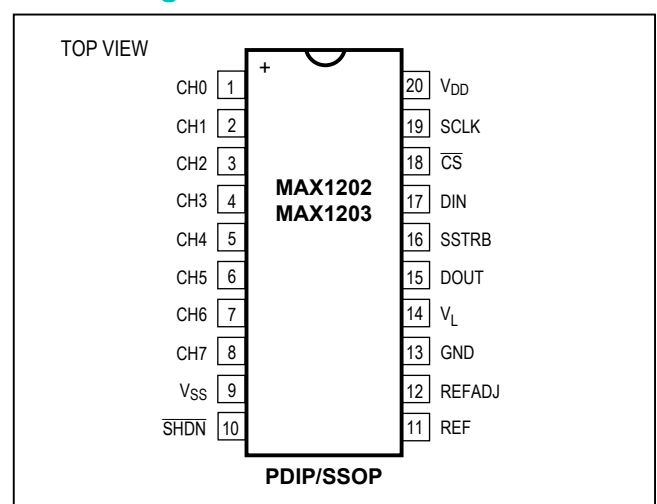 TOP VIEW
+
CH0 1 20 VDD
CH1 2 19 SCLK
CH2 3 18 C̅S̅
CH3 4 17 DIN
MAX1202
MAX1203
CH4 5 16 SSTRB
CH5 6 15 DOUT
CH6 7 14 VL
CH7 8 13 GND
VSS 9 12 REFADJ
S̅H̅D̅N̅ 10 11 REF
PDIP/SSOP